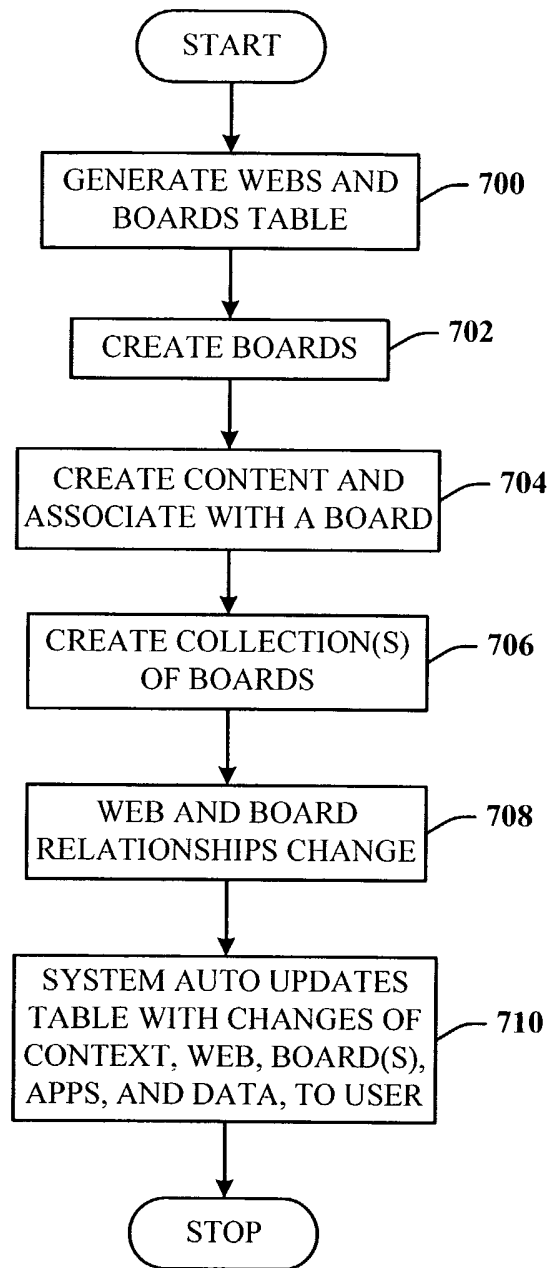 START
GENERATE WEBS AND
BOARDS TABLE
700
CREATE BOARDS
702
CREATE CONTENT AND
ASSOCIATE WITH A BOARD
704
CREATE COLLECTION(S)
OF BOARDS
706
WEB AND BOARD
RELATIONSHIPS CHANGE
708
SYSTEM AUTO UPDATES
TABLE WITH CHANGES OF
CONTEXT, WEB, BOARD(S),
APPS, AND DATA, TO USER
710
STOP